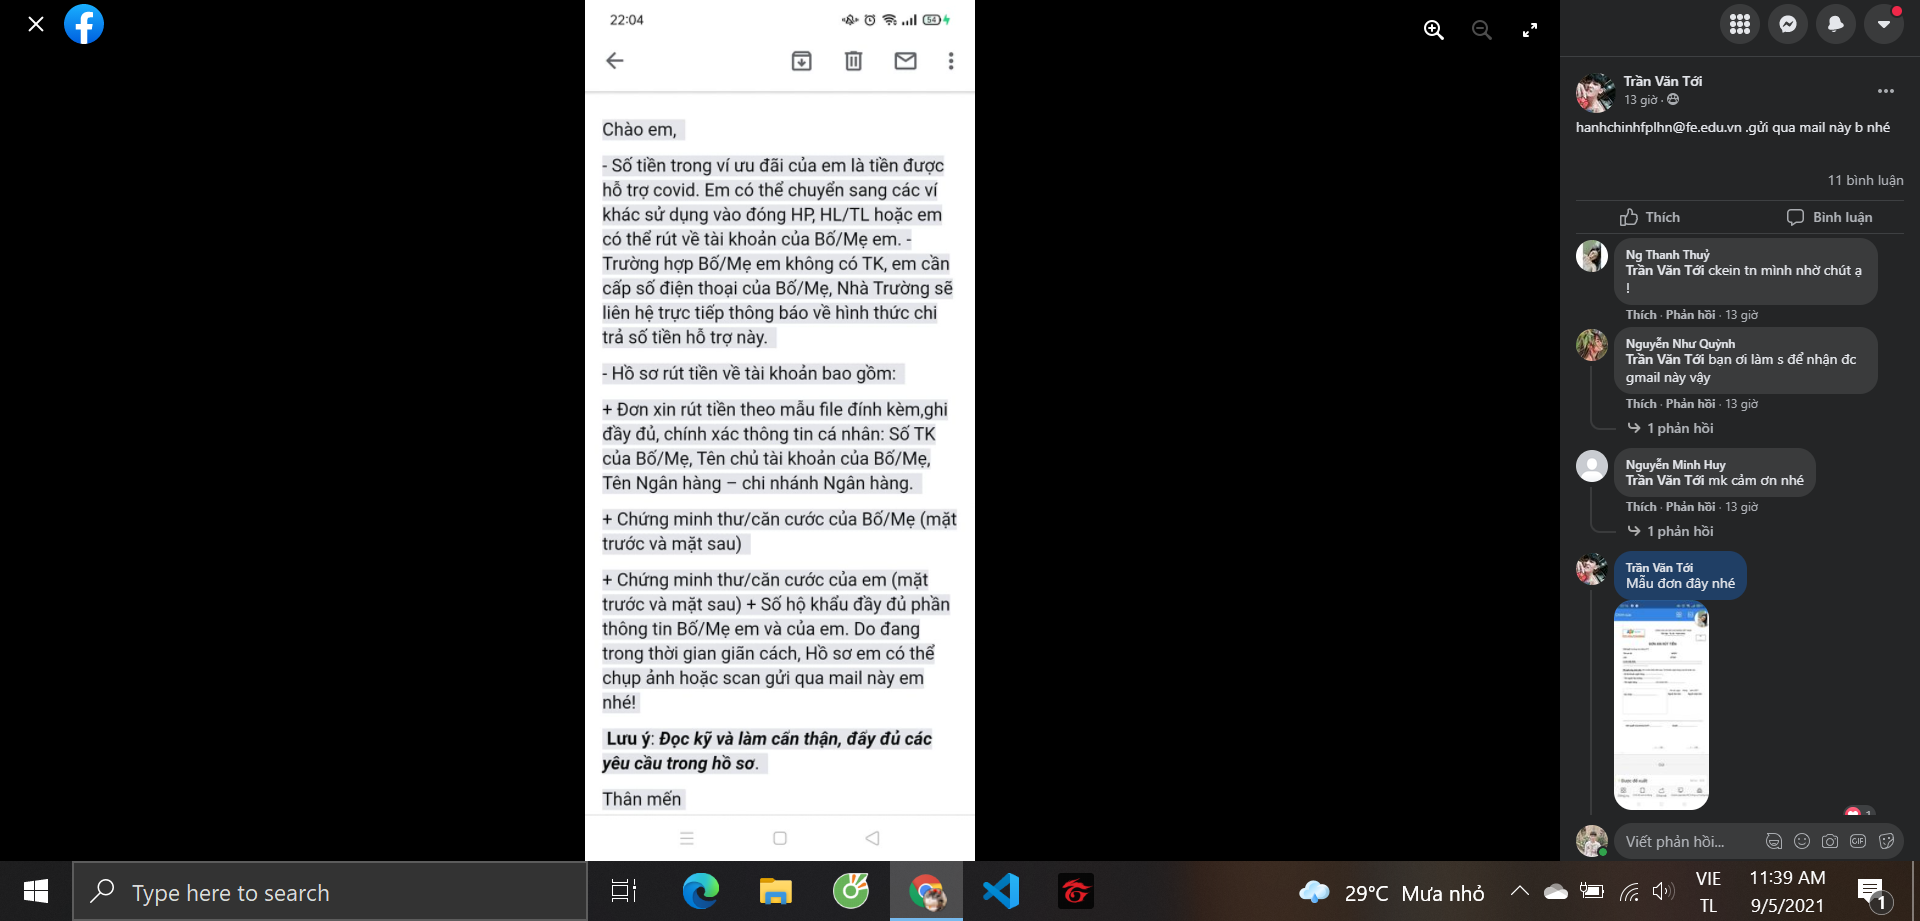 22:04
54
Chào em,
- Số tiền trong ví ưu đãi của em là tiền được
hỗ trợ covid. Em có thể chuyển sang các ví
khác sử dụng vào đóng HP, HL/TL hoặc em
có thể rút về tài khoản của Bố/Mẹ em. -
Trường hợp Bố/Mẹ em không có TK, em cần
cấp số điện thoại của Bố/Mẹ, Nhà Trường sẽ
liên hệ trực tiếp thông báo về hình thức chi
trả số tiền hỗ trợ này.
- Hồ sơ rút tiền về tài khoản bao gồm:
+ Đơn xin rút tiền theo mẫu file đính kèm,ghi
đầy đủ, chính xác thông tin cá nhân: Số TK
của Bố/Mẹ, Tên chủ tài khoản của Bố/Mẹ,
Tên Ngân hàng – chi nhánh Ngân hàng.
+ Chứng minh thư/căn cước của Bố/Mẹ (mặt
trước và mặt sau)
+ Chứng minh thư/căn cước của em (mặt
trước và mặt sau) + Số hộ khẩu đầy đủ phần
thông tin Bố/Mẹ em và của em. Do đang
trong thời gian giãn cách, Hồ sơ em có thể
chụp ảnh hoặc scan gửi qua mail này em
nhé!
Lưu ý: Đọc kỹ và làm cẩn thận, đầy đủ các
yêu cầu trong hồ sơ.
Thân mến
Trần Văn Tới
13 giờ ·
hanhchinhfplhn@fe.edu.vn .gửi qua mail này b nhé
11 bình luận
Thích Bình luận
Ng Thanh Thuỷ
Trần Văn Tới ckein tn mình nhờ chút ạ
!
Thích · Phản hồi · 13 giờ
Nguyễn Như Quỳnh
Trần Văn Tới bạn ơi làm s để nhận đc
gmail này vậy
Thích · Phản hồi · 13 giờ
1 phản hồi
Nguyễn Minh Huy
Trần Văn Tới mk cảm ơn nhé
Thích · Phản hồi · 13 giờ
1 phản hồi
Trần Văn Tới
Mẫu đơn đây nhé
Viết phản hồi...
GIF
Type here to search
29°C Mưa nhỏ
VIE
TL
11:39 AM
9/5/2021
1